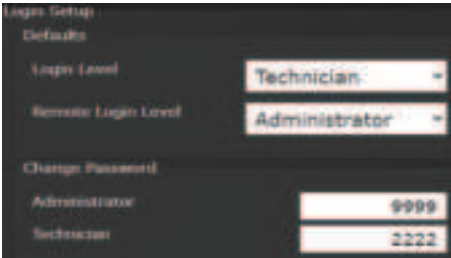 Login Setup
Defaults
Login Level Technician
Remote Login Level Administrator
Change Password
Administrator 9999
Technician 2222